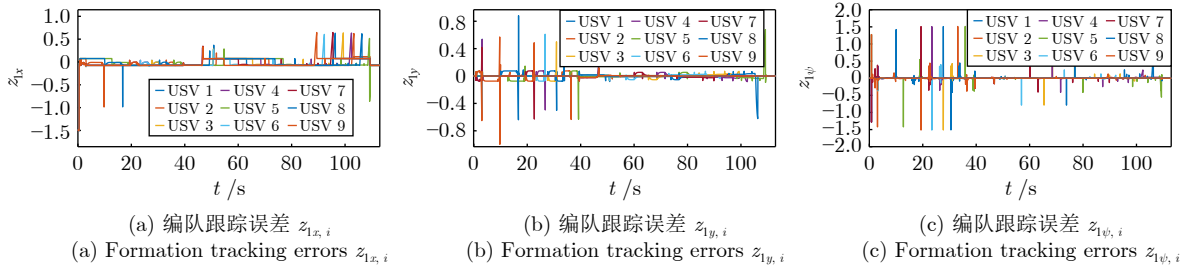 1.0
0.5
0
−0.5
−1.0
−1.5
z1x
USV 1 USV 4 USV 7
USV 2 USV 5 USV 8
USV 3 USV 6 USV 9
0 20 40 60 80 100
t /s
(a) 编队跟踪误差 z1x, i
(a) Formation tracking errors z1x, i
0.8
0.4
0
−0.4
−0.8
z1y
USV 1 USV 4 USV 7
USV 2 USV 5 USV 8
USV 3 USV 6 USV 9
0 20 40 60 80 100
t /s
(b) 编队跟踪误差 z1y, i
(b) Formation tracking errors z1y, i
2.0
1.5
1.0
0.5
0
−0.5
−1.0
−1.5
−2.0
z1ψ
USV 1 USV 4 USV 7
USV 2 USV 5 USV 8
USV 3 USV 6 USV 9
0 20 40 60 80 100
t /s
(c) 编队跟踪误差 z1ψ, i
(c) Formation tracking errors z1ψ, i